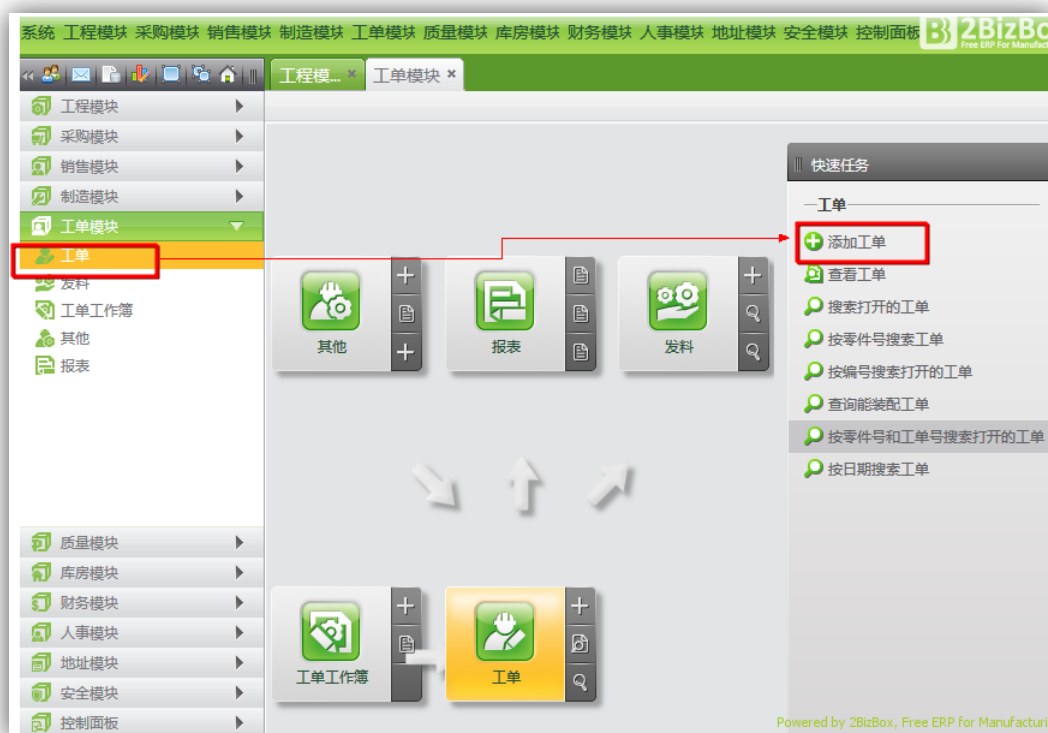 系统 工程模块 采购模块 销售模块 制造模块 工单模块 质量模块 库房模块 财务模块 人事模块 地址模块 安全模块 控制面板
2BizBo
Free ERP For Manufact
工程模... × 工单模块 ×
工程模块
采购模块
销售模块
制造模块
工单模块
工单
发料
工单工作簿
其他
报表
质量模块
库房模块
财务模块
人事模块
地址模块
安全模块
控制面板
其他
报表
发料
工单工作簿
工单
快速任务
工单
添加工单
查看工单
搜索打开的工单
按零件号搜索工单
按编号搜索打开的工单
查询能装配工单
按零件号和工单号搜索打开的工单
按日期搜索工单
Powered by 2BizBox, Free ERP for Manufacturi